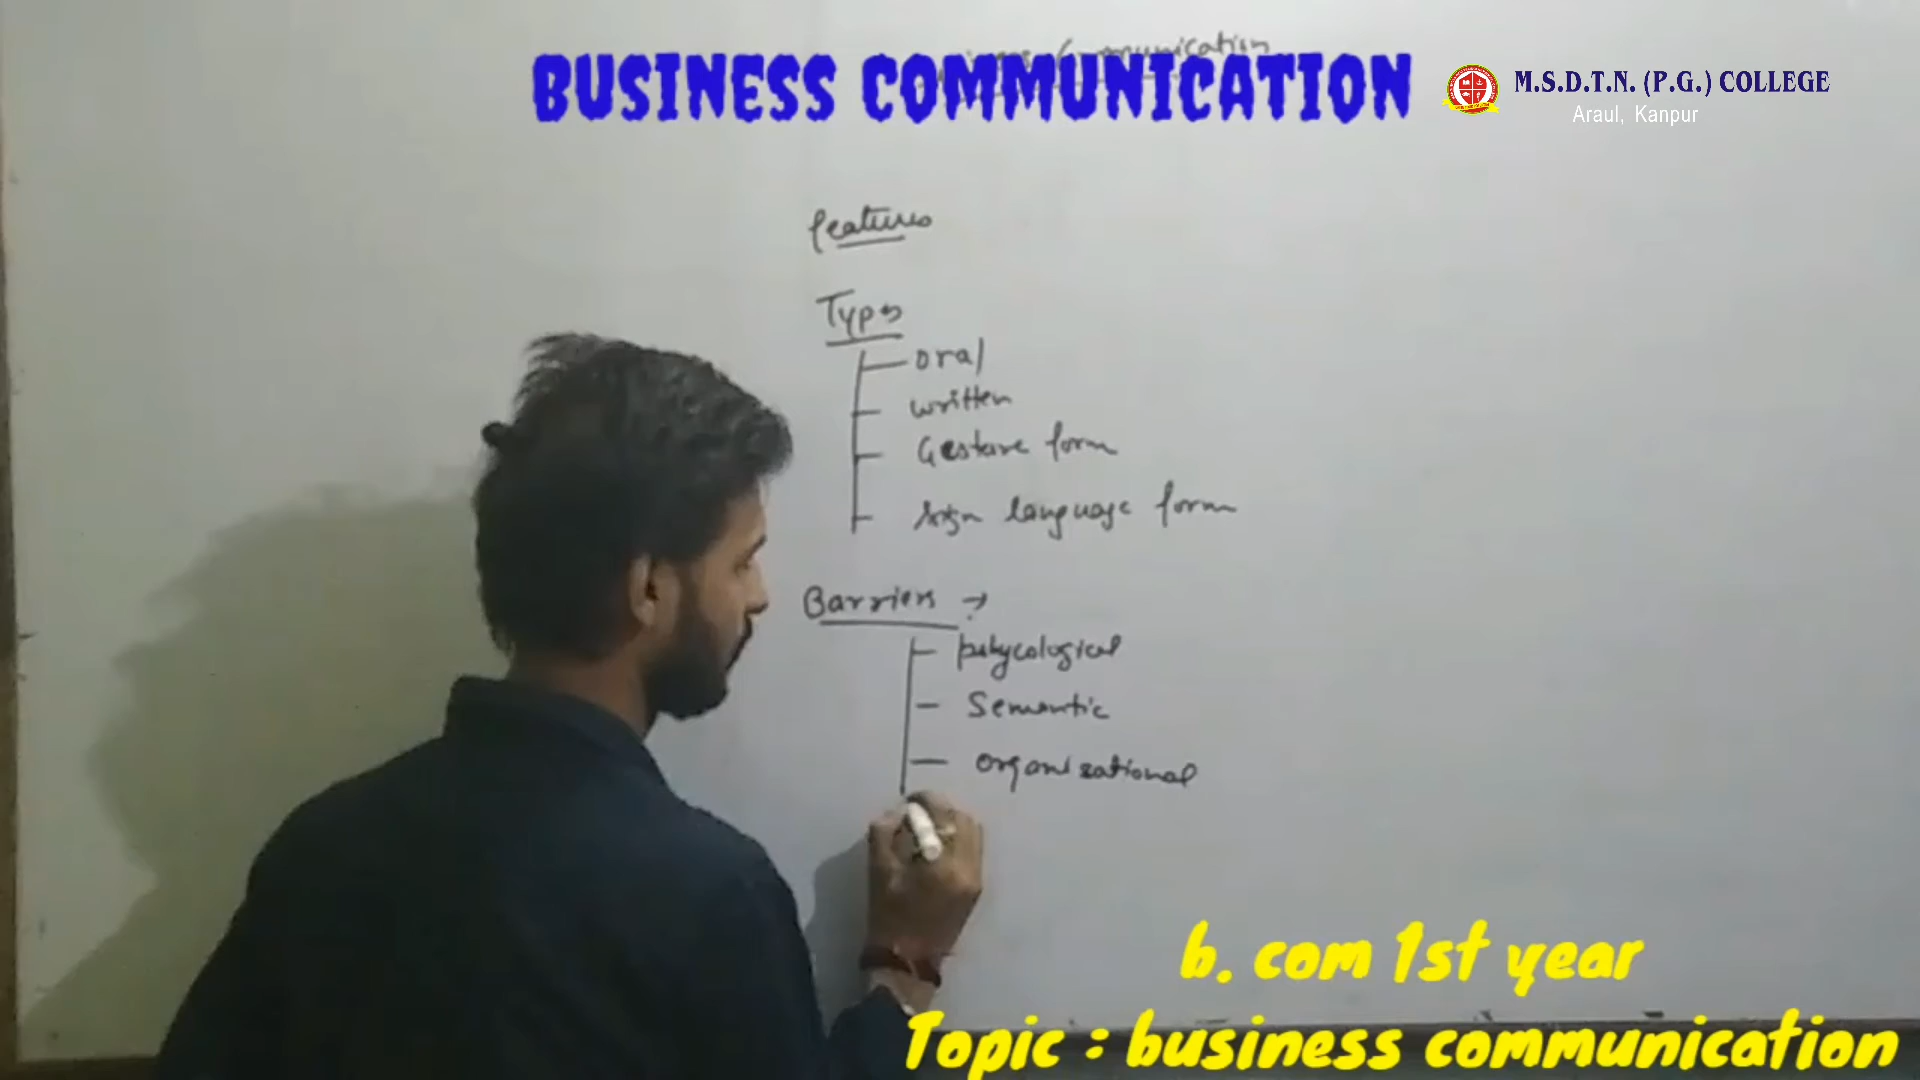 BUSINESS COMMUNICATION
M.S.D.T.N. (P.G.) COLLEGE
Araul, Kanpur
features
Types
oral
written
Gesture form
sign language form
Barriers →
Semantic
organizational
b. com 1st year
Topic : business communication